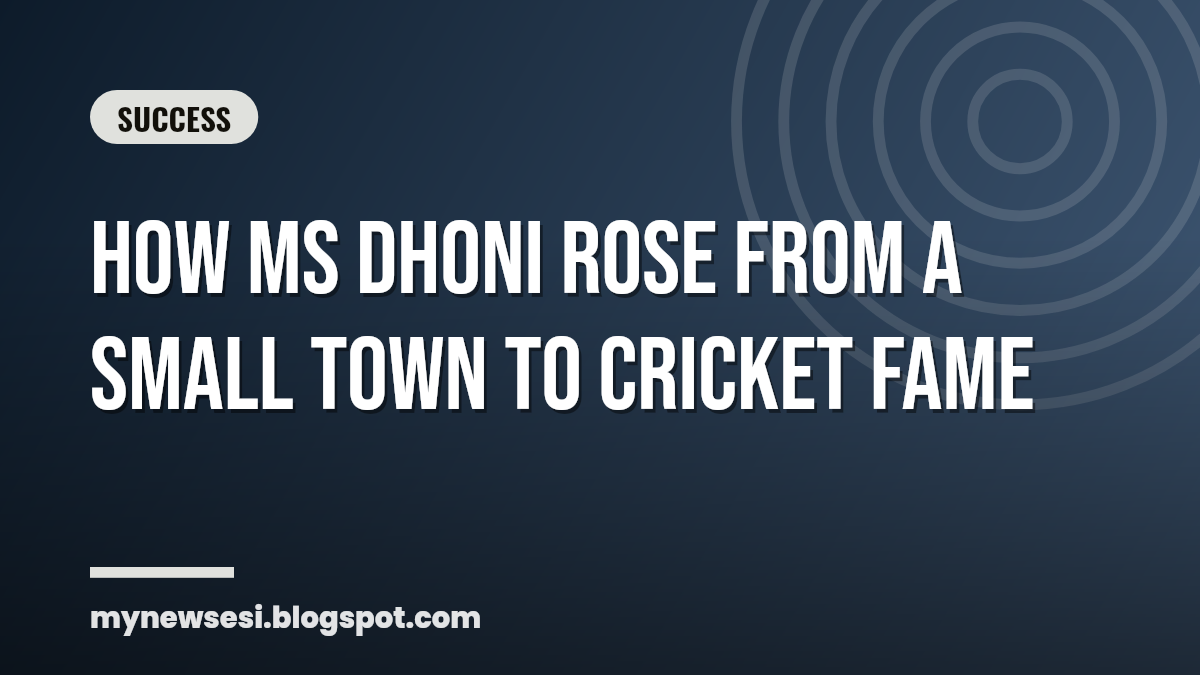 SUCCESS
HOW MS DHONI ROSE FROM A
SMALL TOWN TO CRICKET FAME
mynewsesi.blogspot.com